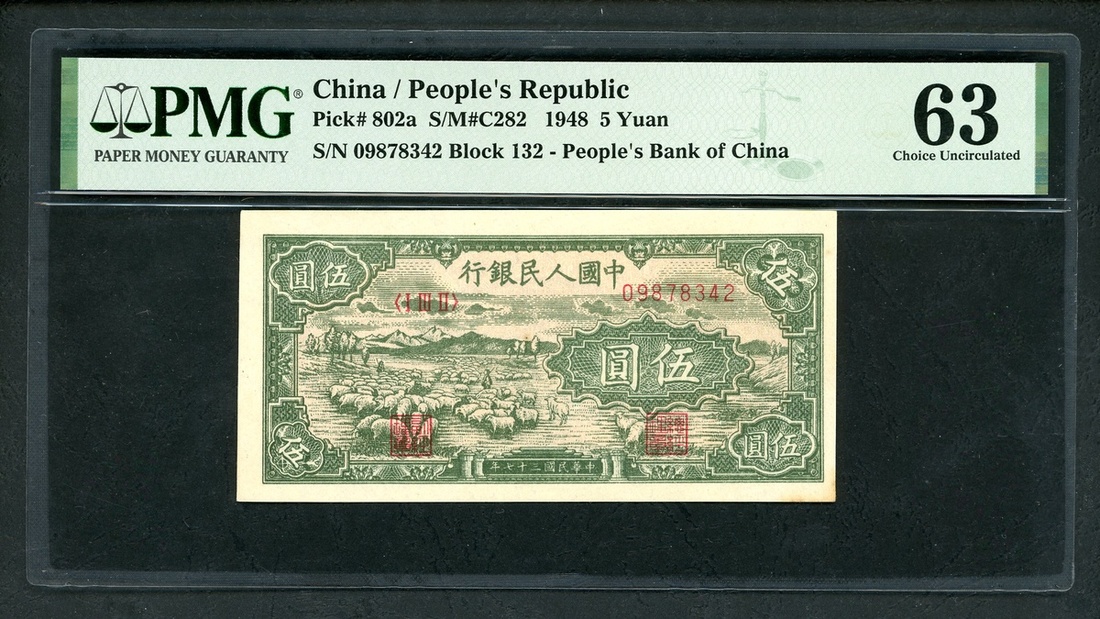 PMG®
PAPER MONEY GUARANTY
China / People's Republic
Pick# 802a S/M#C282 1948 5 Yuan
S/N 09878342 Block 132 - People's Bank of China
63
Choice Uncirculated
行銀民人國中
圓伍
伍
〈I III II〉
09878342
圓伍
伍
圓伍
年七十三國民華中